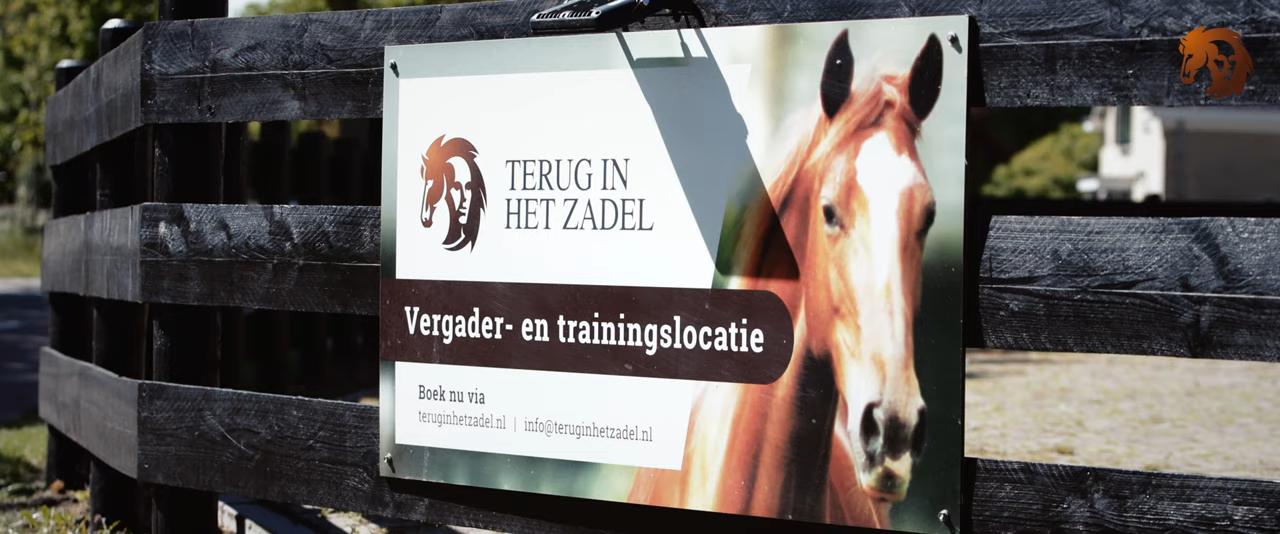 TERUG IN
HET ZADEL
Vergader- en trainingslocatie
Boek nu via
teruginhetzadel.nl | info@teruginhetzadel.nl